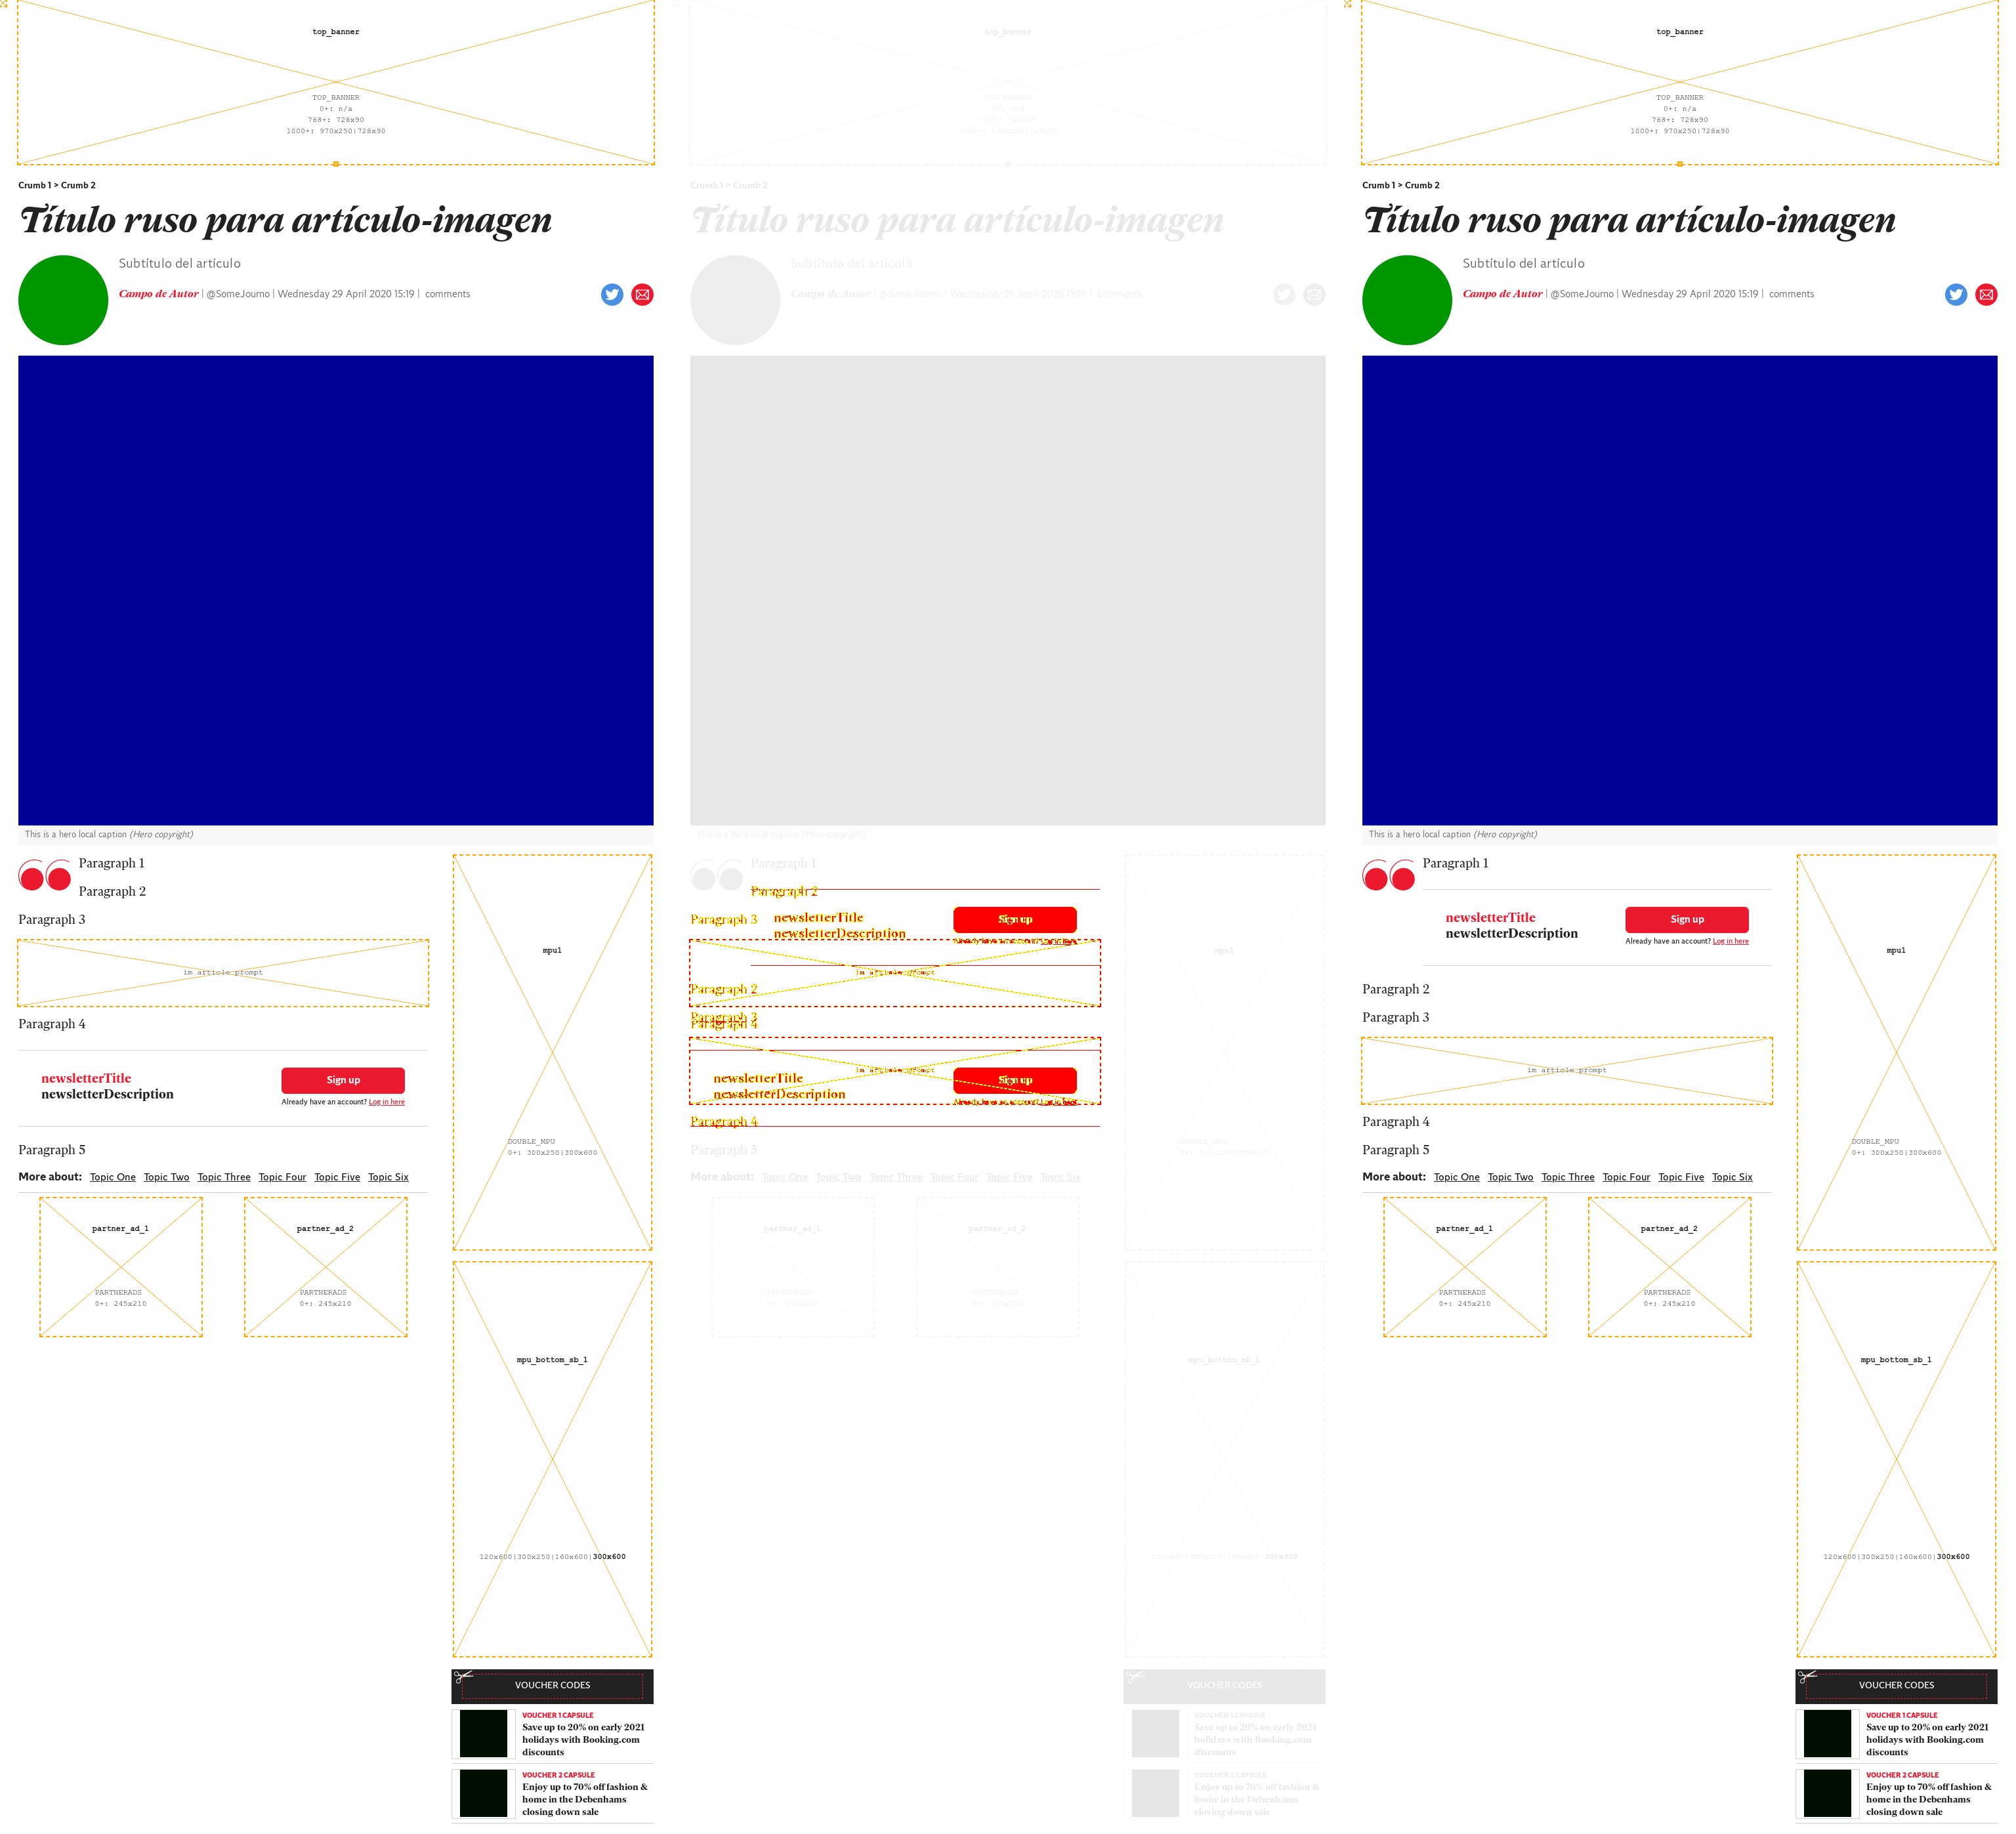 top_banner
TOP_BANNER
0+: n/a
768+: 728x90
1000+: 970x250|728x90
Crumb 1 > Crumb 2
Título ruso para artículo-imagen
Subtítulo del artículo
Campo de Autor | @SomeJourno | Wednesday 29 April 2020 15:19 | comments
This is a hero local caption (Hero copyright)
Paragraph 1
Paragraph 2
Paragraph 3
im article prompt
Paragraph 4
newsletterTitle
newsletterDescription
Sign up
Already have an account? Log in here
Paragraph 5
More about: Topic One Topic Two Topic Three Topic Four Topic Five Topic Six
partner_ad_1
PARTNERADS
0+: 245x210
partner_ad_2
PARTNERADS
0+: 245x210
mpu1
DOUBLE_MPU
0+: 300x250|300x600
mpu_bottom_sb_1
120x600|300x250|160x600|300x600
VOUCHER CODES
VOUCHER 1 CAPSULE
Save up to 20% on early 2021
holidays with Booking.com
discounts
VOUCHER 2 CAPSULE
Enjoy up to 70% off fashion &
home in the Debenhams
closing down sale
top_banner
TOP_BANNER
0+: n/a
768+: 728x90
1000+: 970x250|728x90
Crumb 1 > Crumb 2
Título ruso para artículo-imagen
Subtítulo del artículo
Campo de Autor | @SomeJourno | Wednesday 29 April 2020 15:19 | comments
This is a hero local caption (Hero copyright)
Paragraph 1
Paragraph 2
Paragraph 3
newsletterTitle
newsletterDescription
Sign up
Already have an account? Log in here
im article prompt
Paragraph 2
Paragraph 3
Paragraph 4
im article prompt
newsletterTitle
newsletterDescription
Sign up
Already have an account? Log in here
Paragraph 4
Paragraph 5
More about: Topic One Topic Two Topic Three Topic Four Topic Five Topic Six
partner_ad_1
PARTNERADS
0+: 245x210
partner_ad_2
PARTNERADS
0+: 245x210
mpu1
DOUBLE_MPU
0+: 300x250|300x600
mpu_bottom_sb_1
120x600|300x250|160x600|300x600
VOUCHER CODES
VOUCHER 1 CAPSULE
Save up to 20% on early 2021
holidays with Booking.com
discounts
VOUCHER 2 CAPSULE
Enjoy up to 70% off fashion &
home in the Debenhams
closing down sale
top_banner
TOP_BANNER
0+: n/a
768+: 728x90
1000+: 970x250|728x90
Crumb 1 > Crumb 2
Título ruso para artículo-imagen
Subtítulo del artículo
Campo de Autor | @SomeJourno | Wednesday 29 April 2020 15:19 | comments
This is a hero local caption (Hero copyright)
Paragraph 1
newsletterTitle
newsletterDescription
Sign up
Already have an account? Log in here
Paragraph 2
Paragraph 3
im article prompt
Paragraph 4
Paragraph 5
More about: Topic One Topic Two Topic Three Topic Four Topic Five Topic Six
partner_ad_1
PARTNERADS
0+: 245x210
partner_ad_2
PARTNERADS
0+: 245x210
mpu1
DOUBLE_MPU
0+: 300x250|300x600
mpu_bottom_sb_1
120x600|300x250|160x600|300x600
VOUCHER CODES
VOUCHER 1 CAPSULE
Save up to 20% on early 2021
holidays with Booking.com
discounts
VOUCHER 2 CAPSULE
Enjoy up to 70% off fashion &
home in the Debenhams
closing down sale